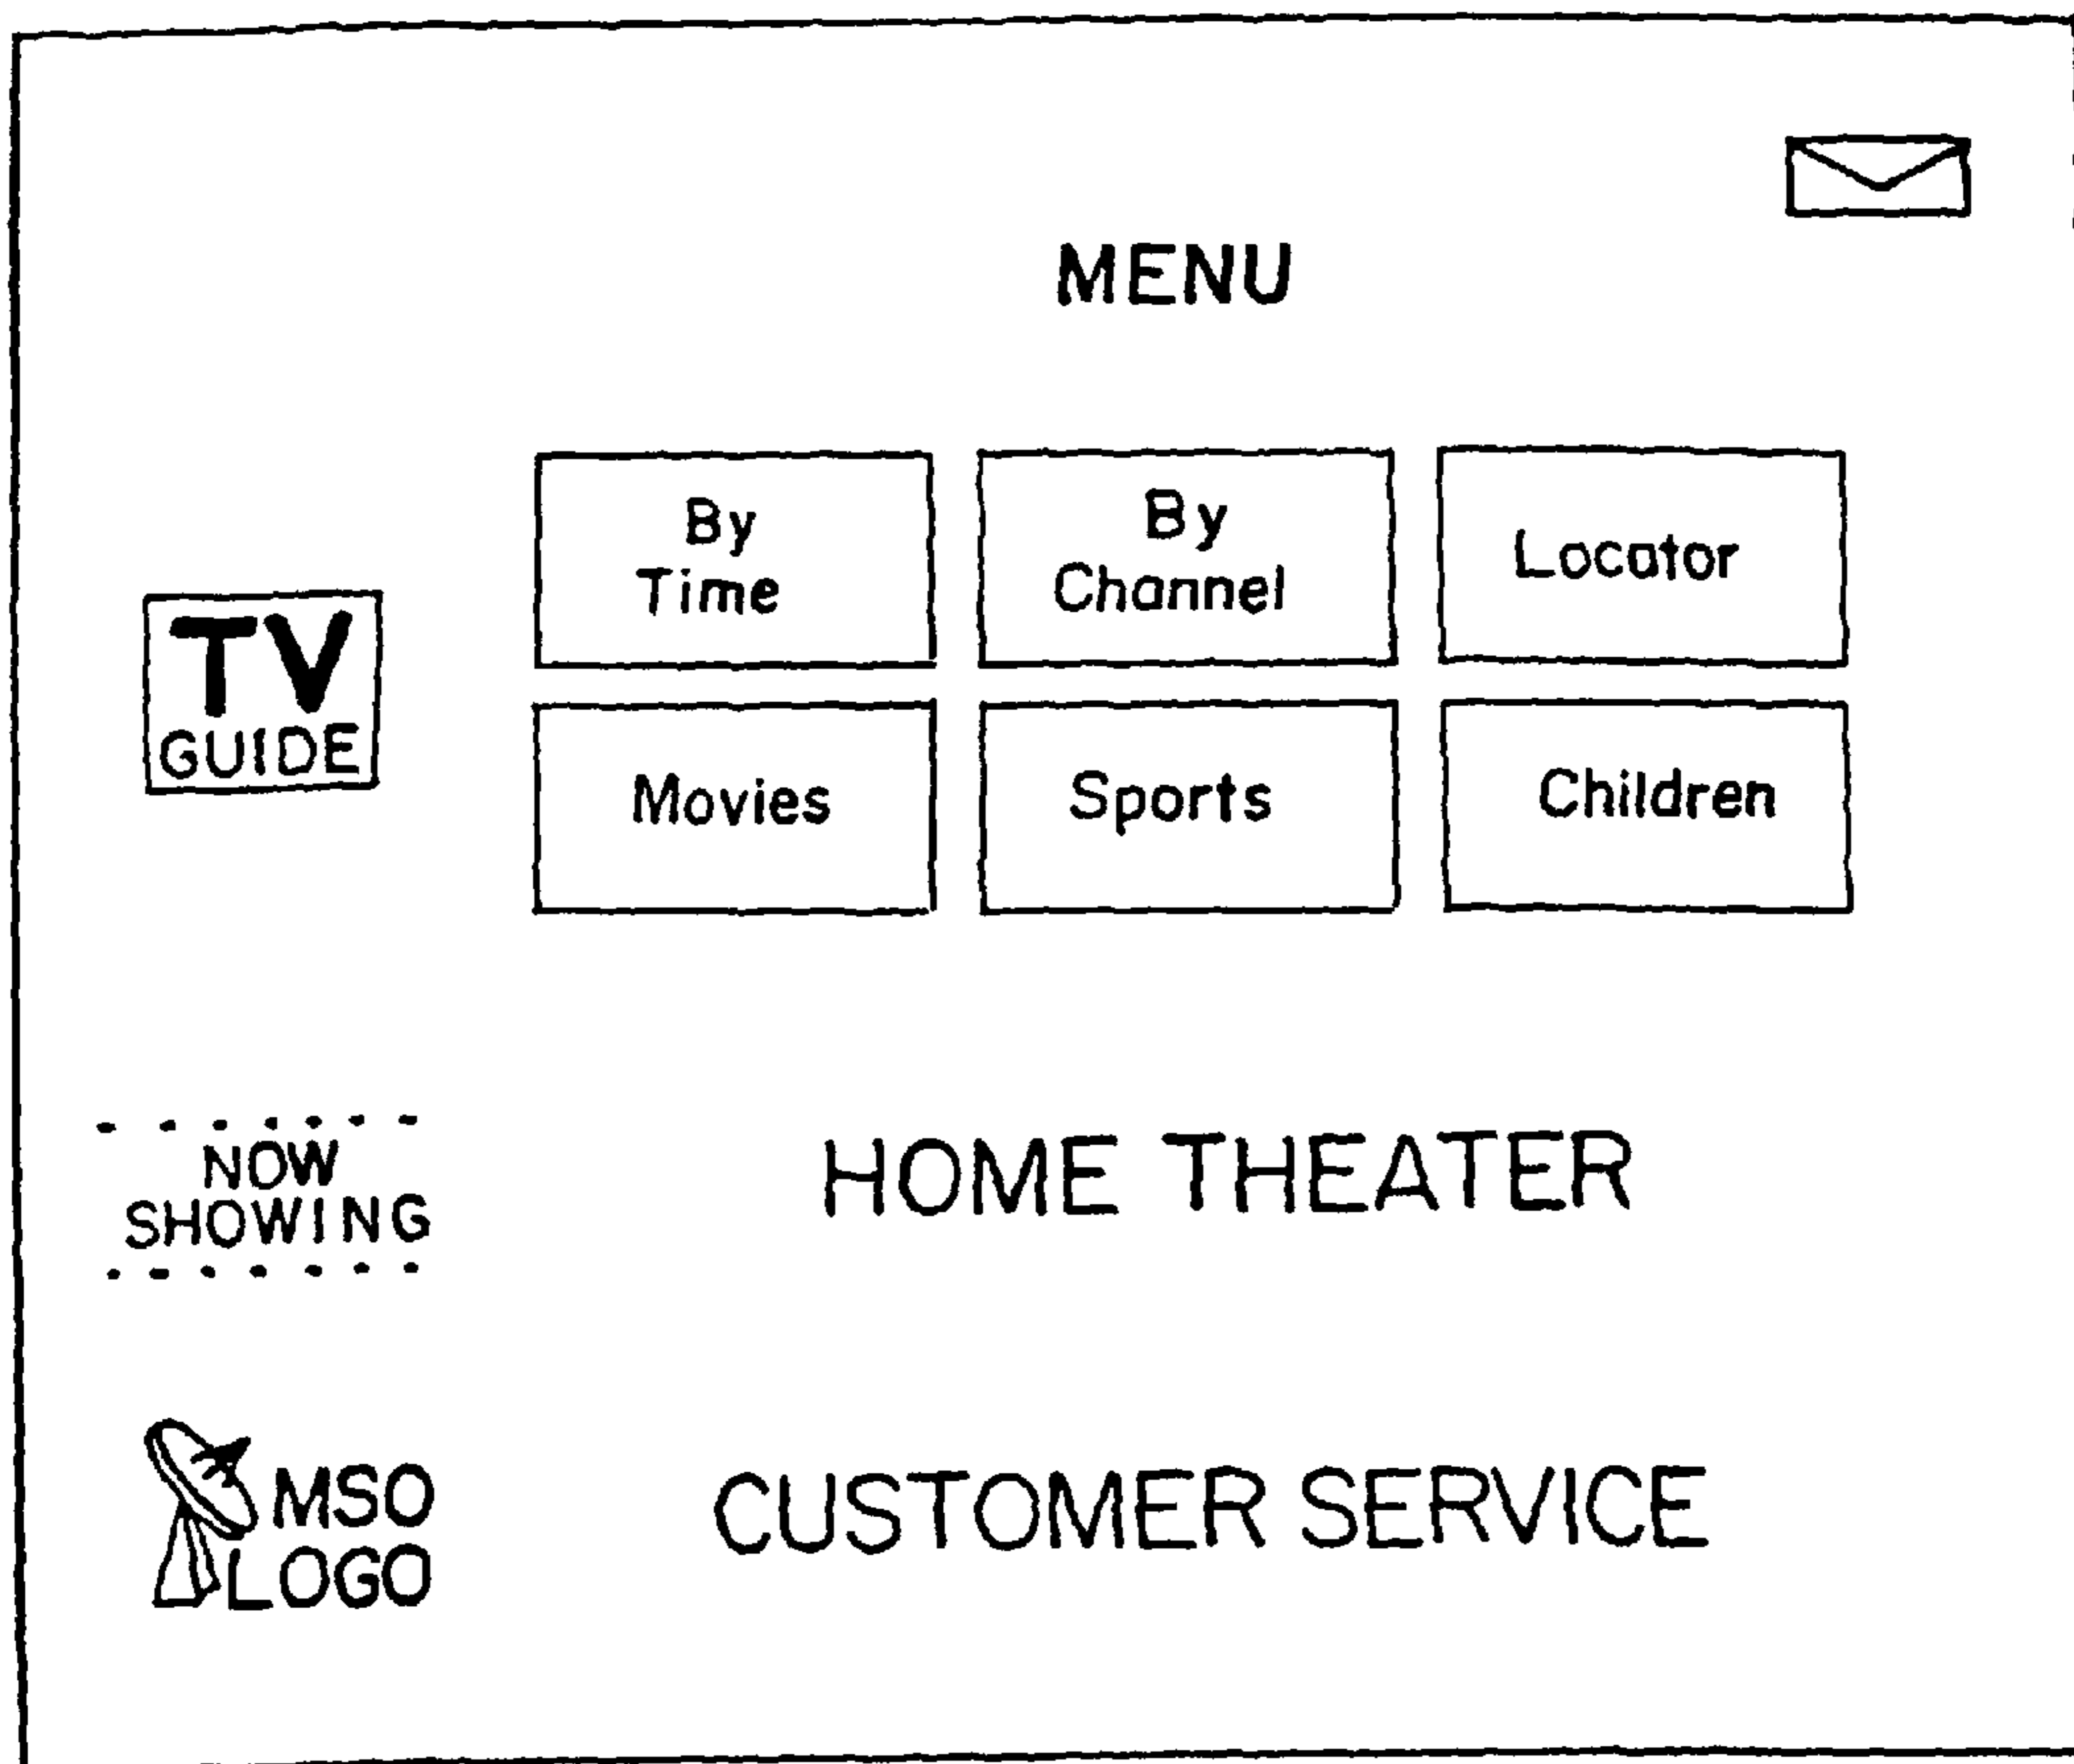 MENU
By
Time
By
Channel
Locator
TV
GUIDE
Movies
Sports
Children
NOW
SHOWING
HOME THEATER
MSO
LOGO
CUSTOMER SERVICE